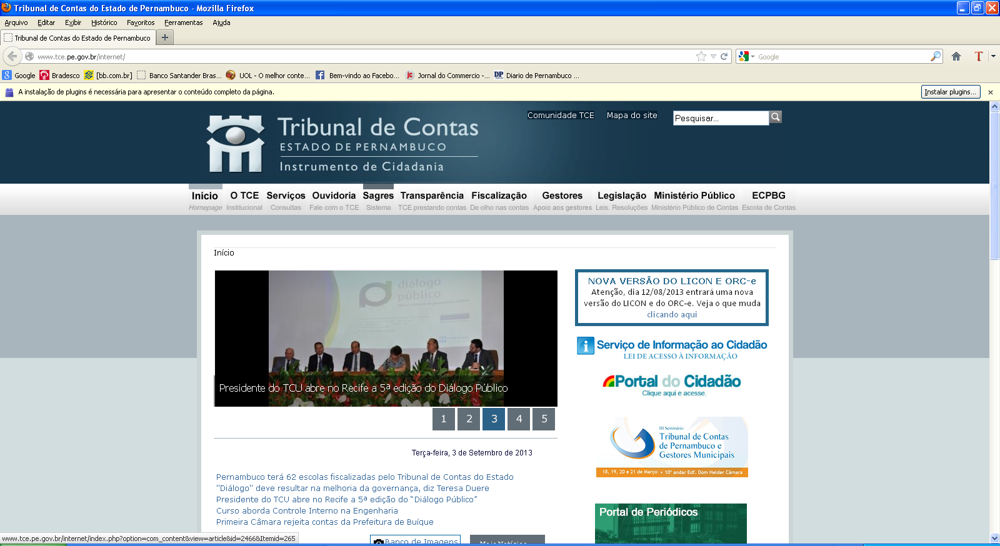 Tribunal de Contas do Estado de Pernambuco - Mozilla Firefox
Arquivo Editar Exibir Histórico Favoritos Ferramentas Ajuda
Tribunal de Contas do Estado de Pernambuco
www.tce.pe.gov.br/internet/
Google
Google Bradesco [bb.com.br] Banco Santander Bras... UOL - O melhor conte... Bem-vindo ao Facebo... Jornal do Commercio -... Diario de Pernambuco ...
A instalação de plugins é necessária para apresentar o conteúdo completo da página.
Instalar plugins...
Comunidade TCE Mapa do site Pesquisar...
Tribunal de Contas
ESTADO DE PERNAMBUCO
Instrumento de Cidadania
Início O TCE Serviços Ouvidoria Sagres Transparência Fiscalização Gestores Legislação Ministério Público ECPBG
Homepage Institucional Consultas Fale com o TCE Sistema TCE prestando contas De olho nas contas Apoio aos gestores Leis. Resoluções Ministério Público de Contas Escola de Contas
Início
diálogo
público
Presidente do TCU abre no Recife a 5ª edição do Diálogo Público
1 2 3 4 5
Terça-feira, 3 de Setembro de 2013
Pernambuco terá 62 escolas fiscalizadas pelo Tribunal de Contas do Estado
"Diálogo" deve resultar na melhoria da governança, diz Teresa Duere
Presidente do TCU abre no Recife a 5ª edição do “Diálogo Público”
Curso aborda Controle Interno na Engenharia
Primeira Câmara rejeita contas da Prefeitura de Buíque
Banco de Imagens
Mais Notícias
NOVA VERSÃO DO LICON E ORC-e
Atenção, dia 12/08/2013 entrará uma nova
versão do LICON e do ORC-e. Veja o que muda
clicando aqui
i Serviço de Informação ao Cidadão
LEI DE ACESSO À INFORMAÇÃO
Portal do Cidadão
Clique aqui e acesse.
III Seminário
Tribunal de Contas
de Pernambuco e
Gestores Municipais
18, 19, 20 e 21 de Março • 10º andar Edf. Dom Helder Câmara
Portal de Periódicos
www.tce.pe.gov.br/internet/index.php?option=com_content&view=article&id=2466&Itemid=265